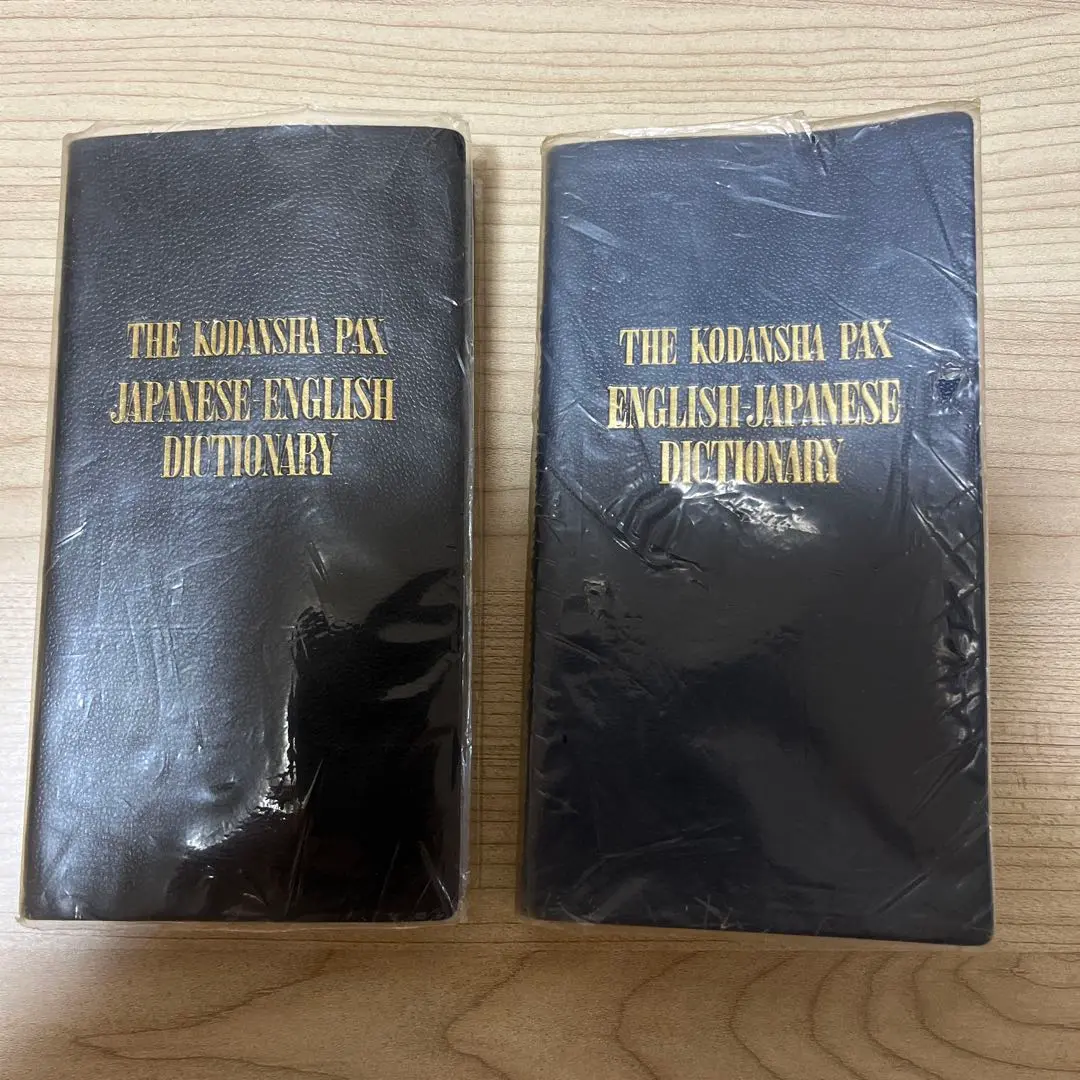 THE KODANSHA PAX
JAPANESE-ENGLISH
DICTIONARY
THE KODANSHA PAX
ENGLISH-JAPANESE
DICTIONARY